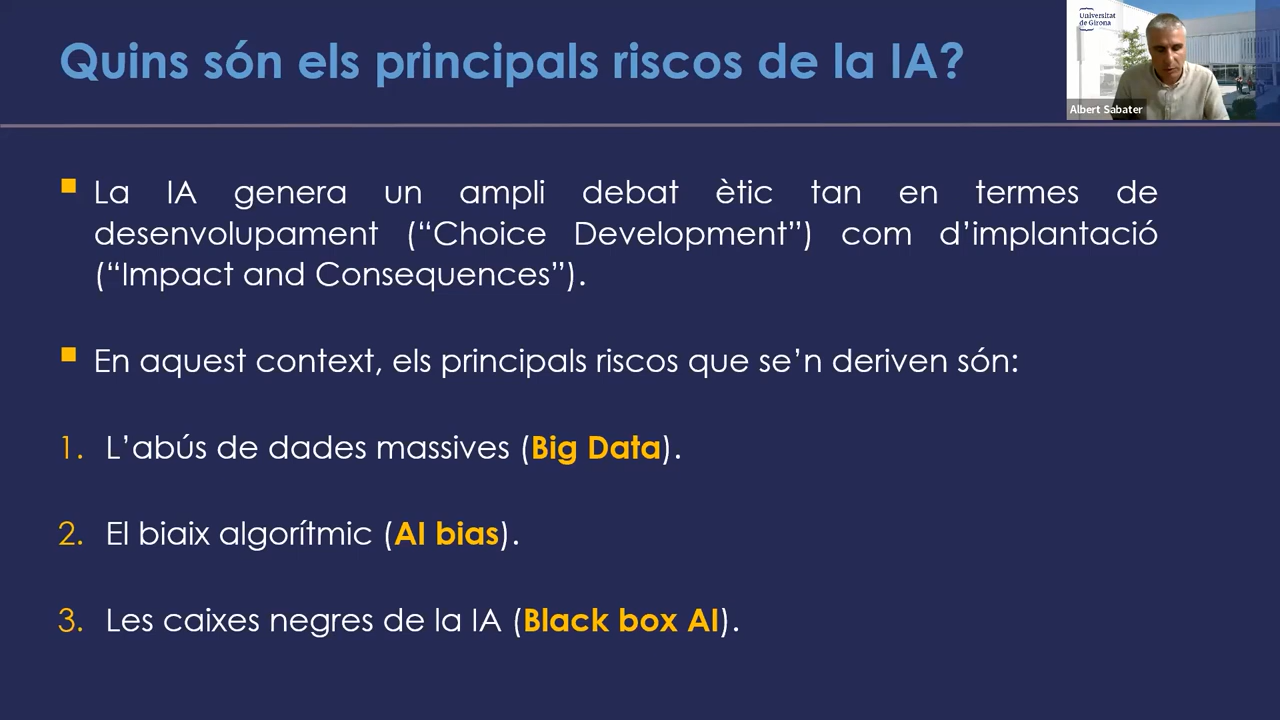 Quins són els principals riscos de la IA?
Universitat
de Girona
Albert Sabater
La IA genera un ampli debat ètic tan en termes de
desenvolupament (“Choice Development”) com d’implantació
(“Impact and Consequences”).
En aquest context, els principals riscos que se’n deriven són:
1. L’abús de dades massives (Big Data).
2. El biaix algorítmic (AI bias).
3. Les caixes negres de la IA (Black box AI).